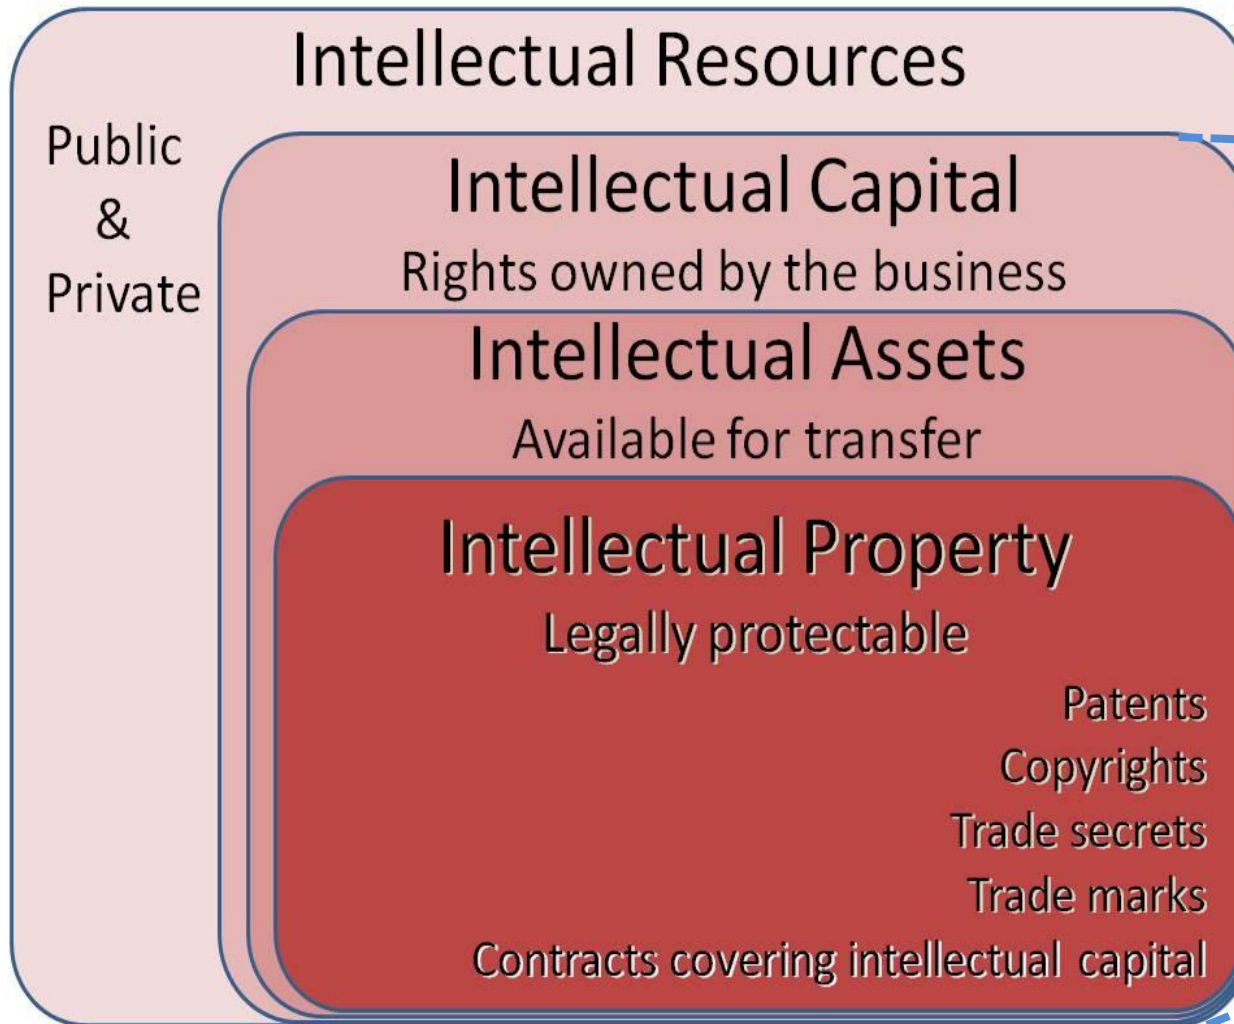 Intellectual Resources
Public
&
Private
Intellectual Capital
Rights owned by the business
Intellectual Assets
Available for transfer
Intellectual Property
Legally protectable
Patents
Copyrights
Trade secrets
Trade marks
Contracts covering intellectual capital